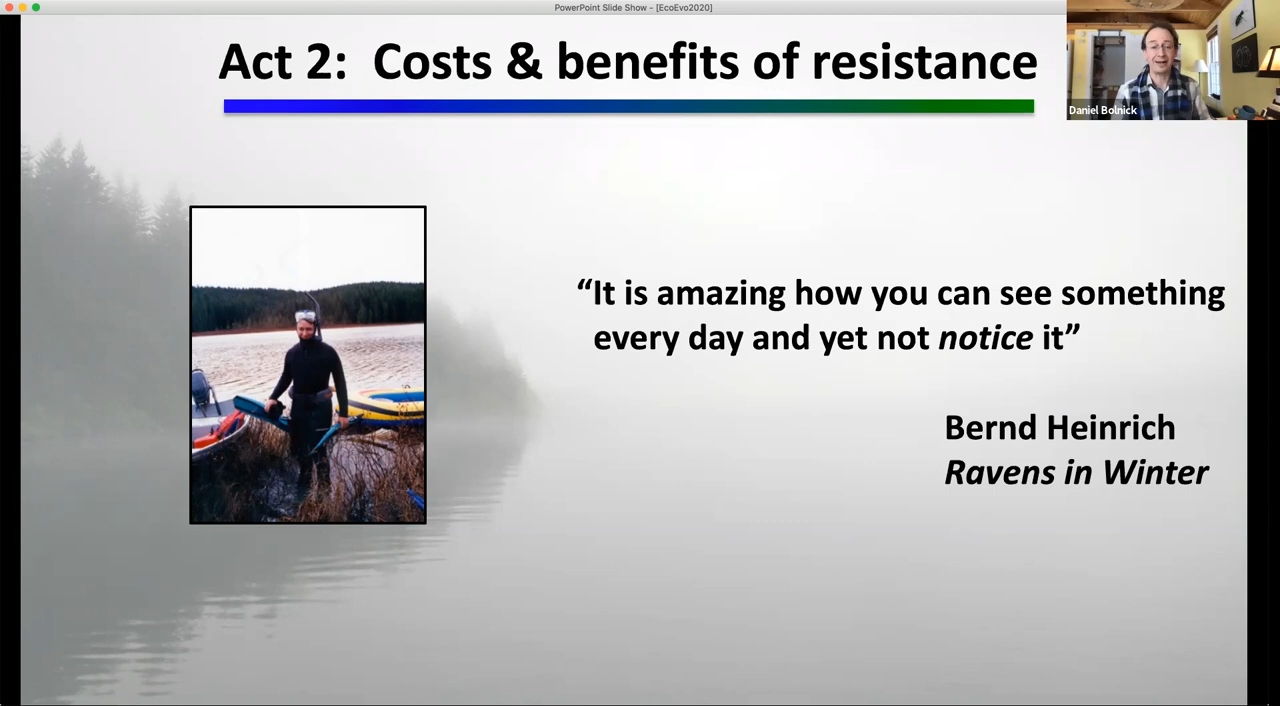 PowerPoint Slide Show - [EcoEvo2020]
Act 2:  Costs & benefits of resistance
Daniel Bolnick
“It is amazing how you can see something
every day and yet not notice it”
Bernd Heinrich
Ravens in Winter